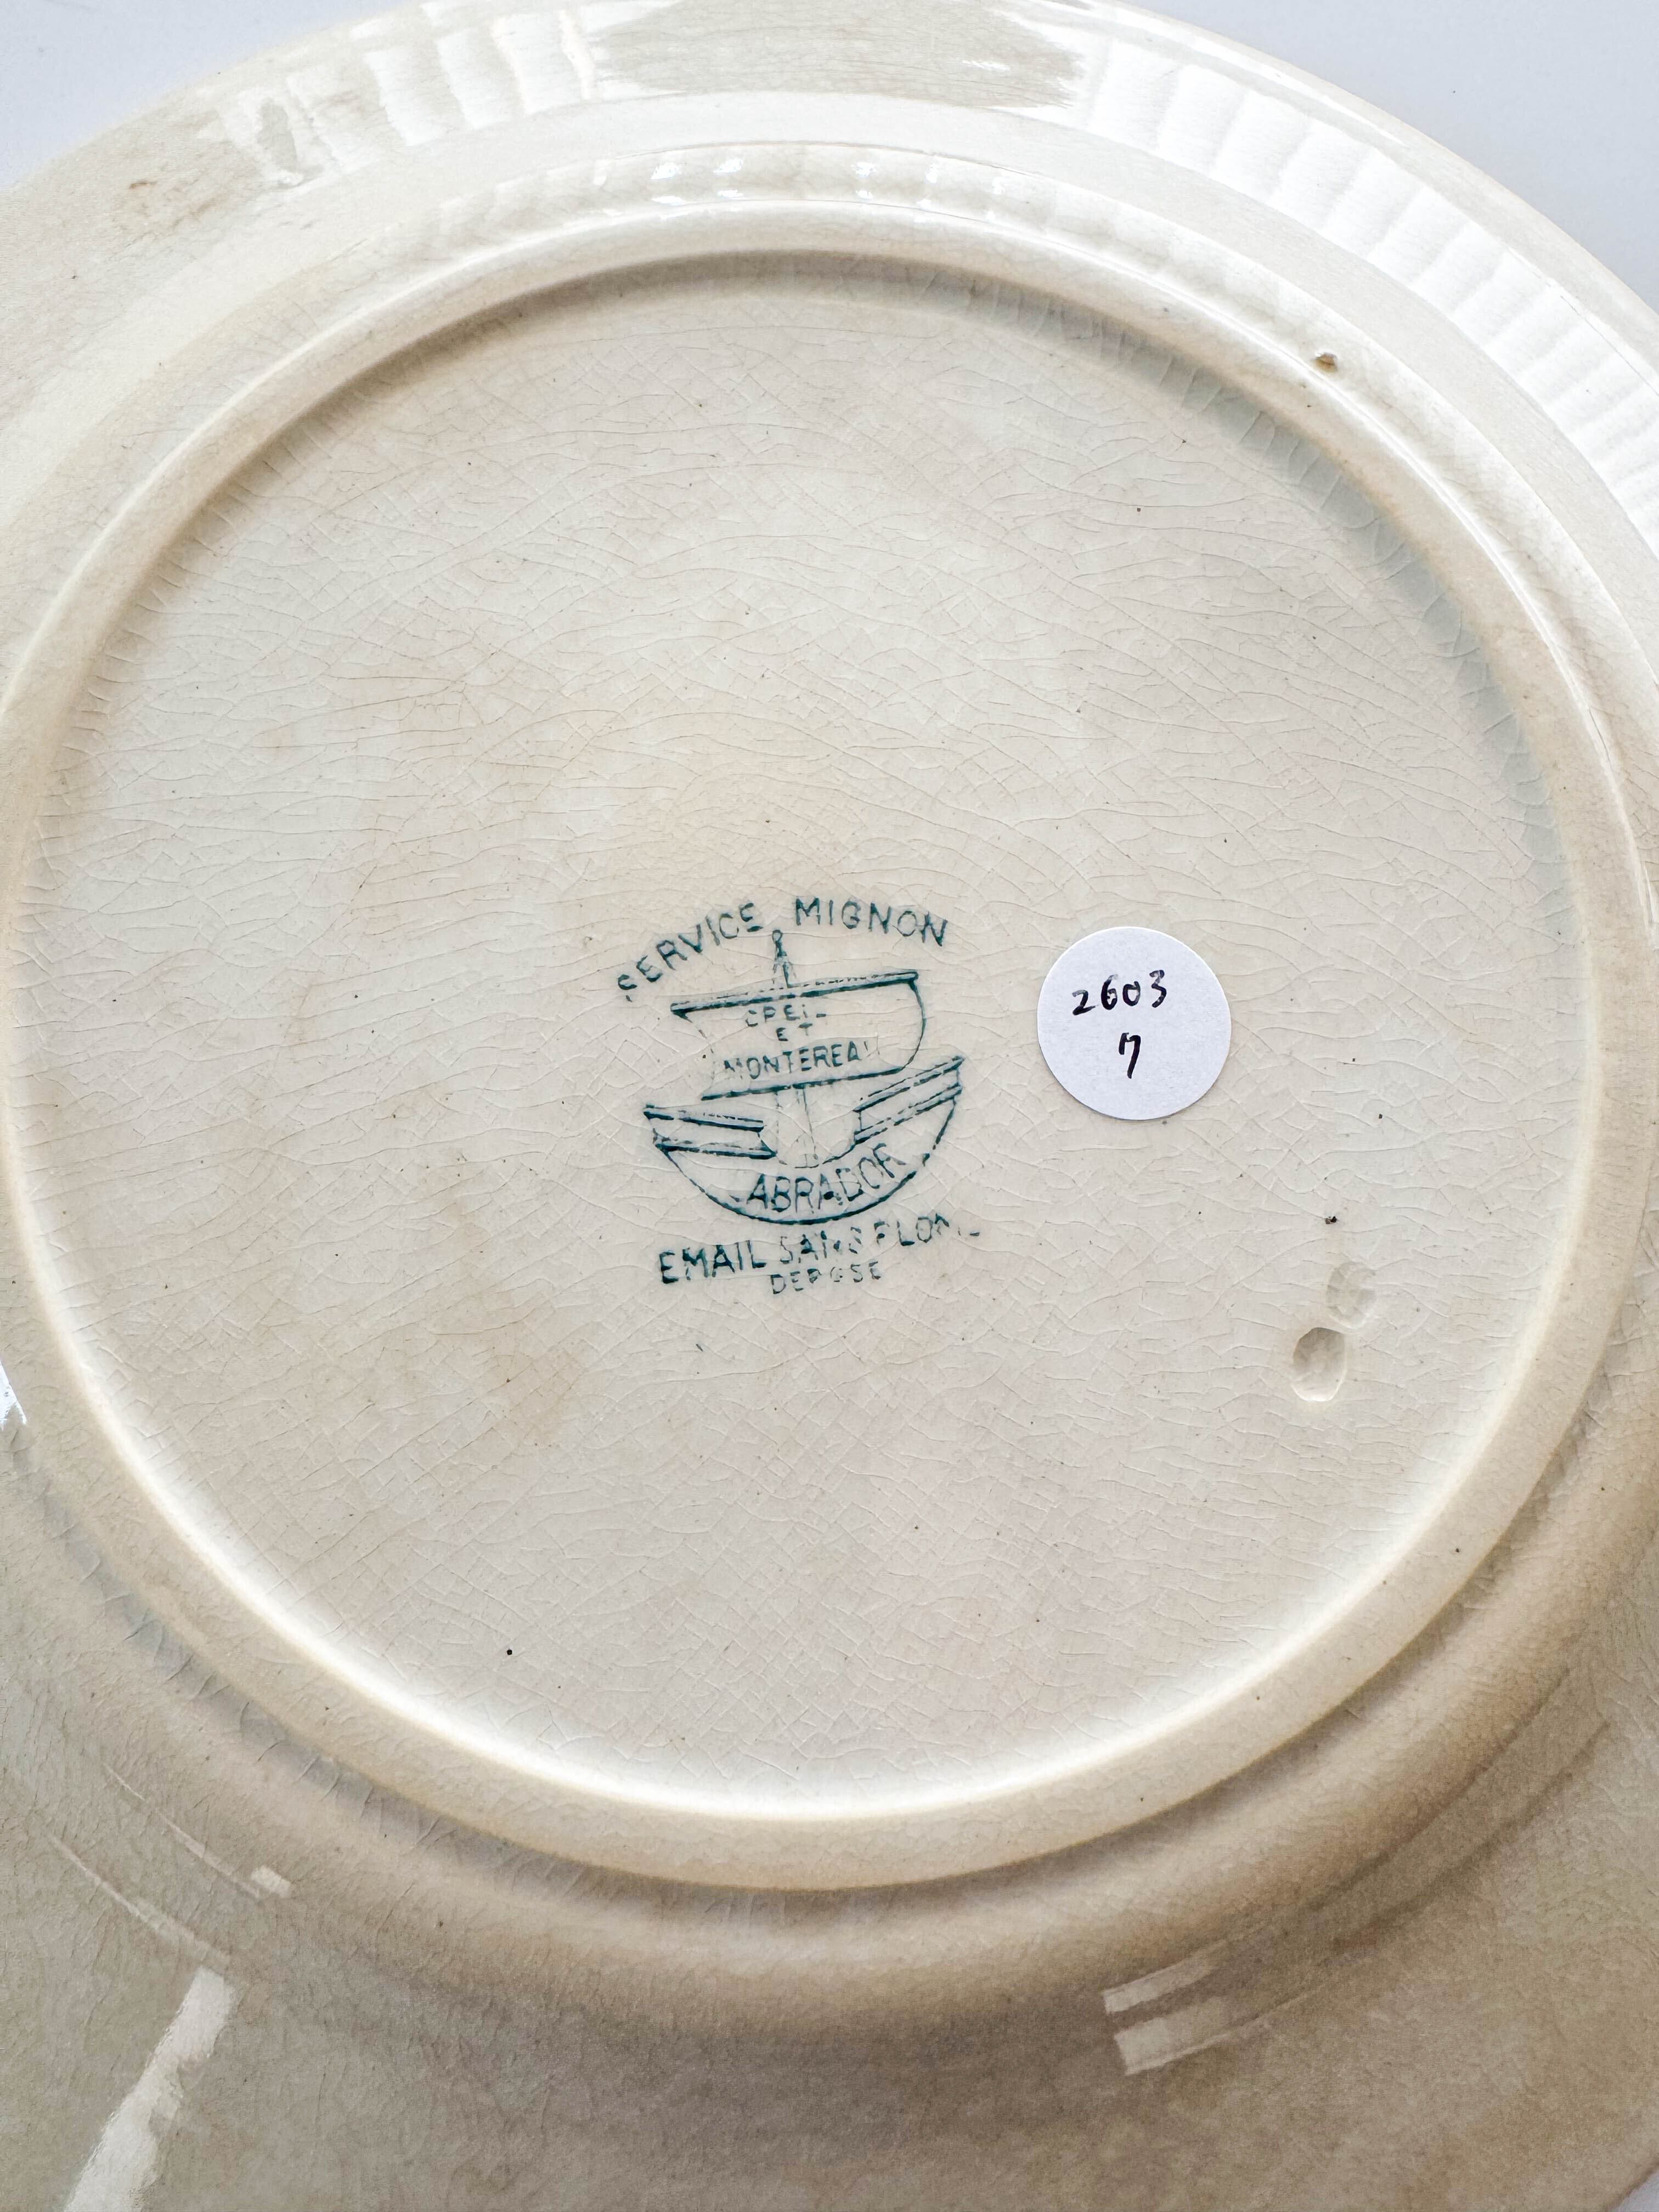 SERVICE MIGNON
CREIL
ET
MONTEREAU
LABRADOR
EMAIL SANS PLOMB
DEPOSE
2603
7